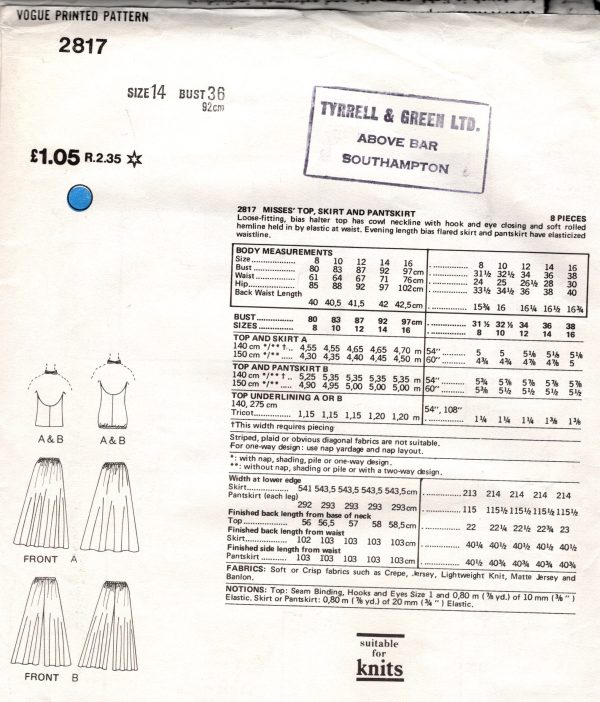 VOGUE PRINTED PATTERN
2817
SIZE 14 BUST 36
92cm
TYRRELL & GREEN LTD.
ABOVE BAR
SOUTHAMPTON
£1.05 R.2.35
2817 MISSES' TOP, SKIRT AND PANTSKIRT 8 PIECES
Loose-fitting, bias halter top has cowl neckline with hook and eye closing and soft rolled
hemline held in by elastic at waist. Evening length bias flared skirt and pantskirt have elasticized
waistline.
BODY MEASUREMENTS
Size 8 10 12 14 16 8 10 12 14 16
Bust 80 83 87 92 97cm 31½ 32½ 34 36 38
Waist 61 64 67 71 76cm 24 25 26½ 28 30
Hip 85 88 92 97 102cm 33½ 34½ 36 38 40
Back Waist Length
40 40,5 41,5 42 42,5cm 15¾ 16 16¼ 16½ 16¾
BUST 80 83 87 92 97cm 31 ½ 32 ½ 34 36 38
SIZES 8 10 12 14 16 8 10 12 14 16
TOP AND SKIRT A
140 cm */** † 4,55 4,55 4,65 4,65 4,70 m 54" 5 5 5⅛ 5⅛ 5⅛
150 cm */** 4,30 4,35 4,40 4,45 4,50 m 60" 4¾ 4¾ 4⅞ 4⅞ 5
TOP AND PANTSKIRT B
140 cm */** † 5,25 5,35 5,35 5,35 5,35 m 54" 5¾ 5⅞ 5⅞ 5⅞ 5⅞
150 cm */** 4,90 4,95 5,00 5,00 5,00 m 60" 5⅜ 5½ 5½ 5½ 5½
TOP UNDERLINING A OR B
140, 275 cm
Tricot 1,15 1,15 1,15 1,20 1,20 m 54", 108" 1¼ 1¼ 1¼ 1⅜ 1⅜
†This width requires piecing
Striped, plaid or obvious diagonal fabrics are not suitable.
For one-way design: use nap yardage and nap layout.
*: with nap, shading, pile or one-way design.
**: without nap, shading or pile or with a two-way design.
Width at lower edge
Skirt 541 543,5 543,5 543,5 543,5cm 213 214 214 214 214
Pantskirt (each leg)
292 293 293 293 293cm 115 115½ 115½ 115½ 115½
Finished back length from base of neck
Top 56 56,5 57 58 58,5cm 22 22¼ 22½ 22¾ 23
Finished back length from waist
Skirt 102 103 103 103 103cm 40¼ 40½ 40½ 40½ 40½
Finished side length from waist
Pantskirt 103 103 103 103 103cm 40½ 40¾ 40¾ 40¾ 40¾
FABRICS: Soft or Crisp fabrics such as Crepe, Jersey, Lightweight Knit, Matte Jersey and
Banlon.
NOTIONS: Top: Seam Binding, Hooks and Eyes Size 1 and 0,80 m (⅞ yd.) of 10 mm (⅜ ")
Elastic. Skirt or Pantskirt: 0,80 m (⅞ yd.) of 20 mm (¾ ") Elastic.
A & B A & B
FRONT A
FRONT B
suitable
for
knits